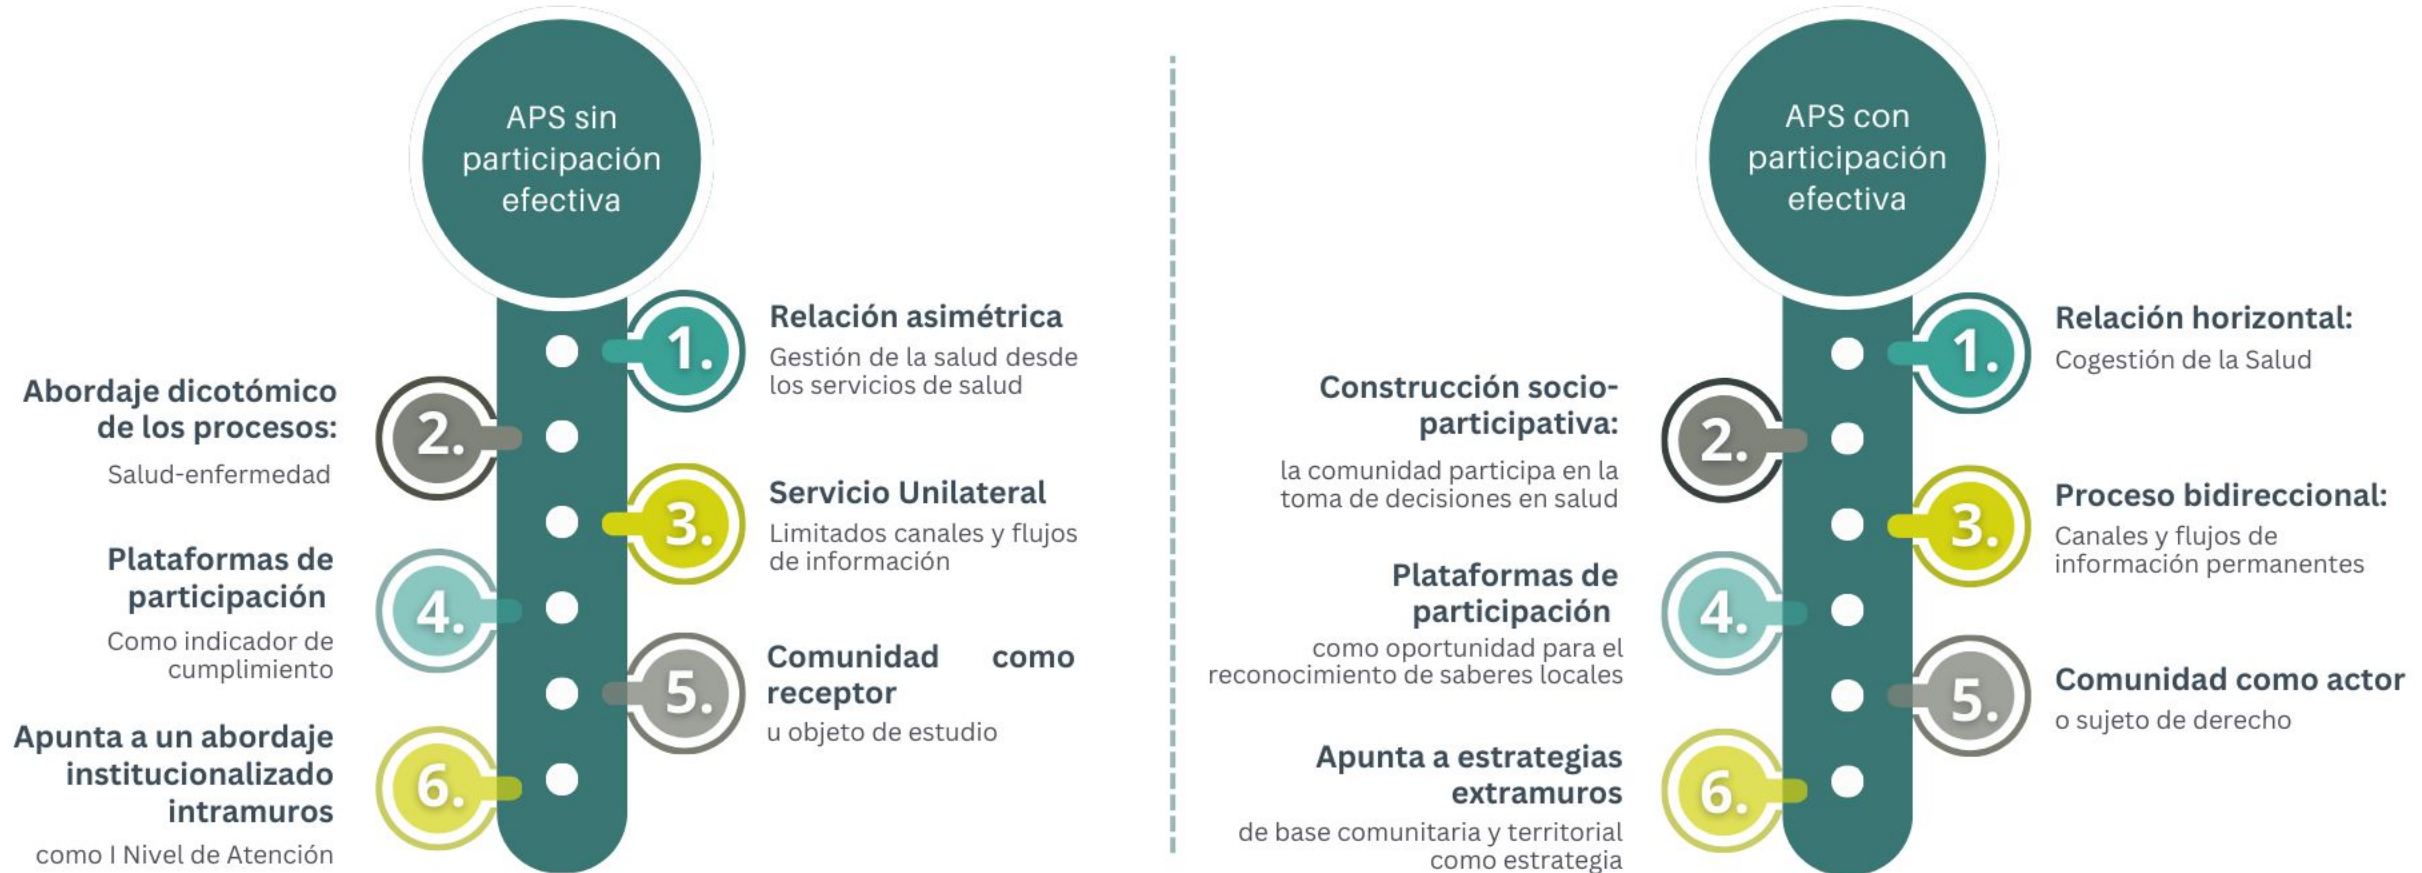 APS sin
participación
efectiva
1.
Relación asimétrica
Gestión de la salud desde
los servicios de salud
2.
Abordaje dicotómico
de los procesos:
Salud-enfermedad
3.
Servicio Unilateral
Limitados canales y flujos
de información
4.
Plataformas de
participación
Como indicador de
cumplimiento
5.
Comunidad como
receptor
u objeto de estudio
6.
Apunta a un abordaje
institucionalizado
intramuros
como I Nivel de Atención
APS con
participación
efectiva
1.
Relación horizontal:
Cogestión de la Salud
2.
Construcción socio-
participativa:
la comunidad participa en la
toma de decisiones en salud
3.
Proceso bidireccional:
Canales y flujos de
información permanentes
4.
Plataformas de
participación
como oportunidad para el
reconocimiento de saberes locales
5.
Comunidad como actor
o sujeto de derecho
6.
Apunta a estrategias
extramuros
de base comunitaria y territorial
como estrategia